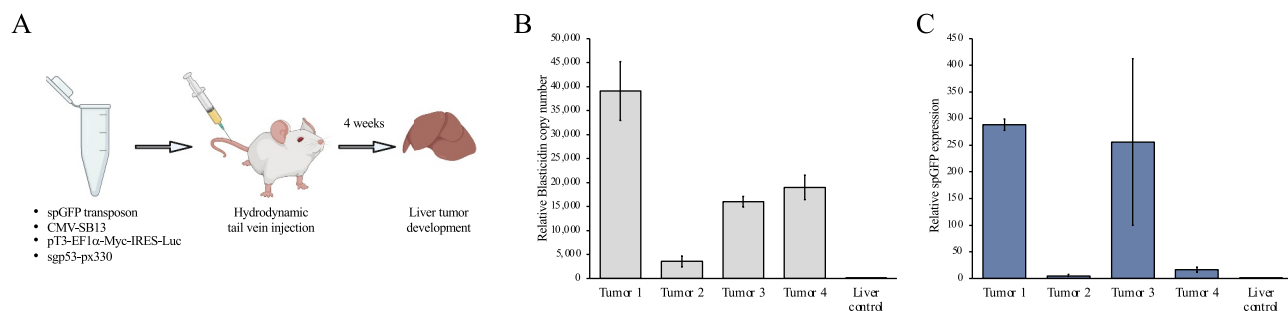 A
4 weeks
• spGFP transposon
• CMV-SB13
• pT3-EF1α-Myc-IRES-Luc
• sgp53-px330
Hydrodynamic
tail vein injection
Liver tumor
development
B
Relative Blasticidin copy number
50,000
45,000
40,000
35,000
30,000
25,000
20,000
15,000
10,000
5,000
0
Tumor 1 Tumor 2 Tumor 3 Tumor 4 Liver
control
C
Relative spGFP expression
450
400
350
300
250
200
150
100
50
0
Tumor 1 Tumor 2 Tumor 3 Tumor 4 Liver
control